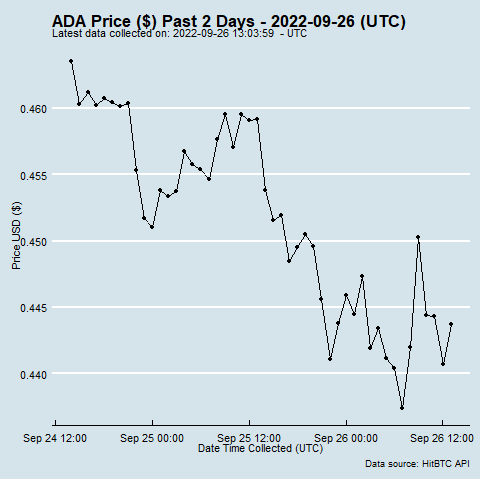 ADA Price ($) Past 2 Days - 2022-09-26 (UTC)
Latest data collected on: 2022-09-26 13:03:59  - UTC
Price USD ($)
0.460
0.455
0.450
0.445
0.440
Sep 24 12:00
Sep 25 00:00
Sep 25 12:00
Sep 26 00:00
Sep 26 12:00
Date Time Collected (UTC)
Data source: HitBTC API